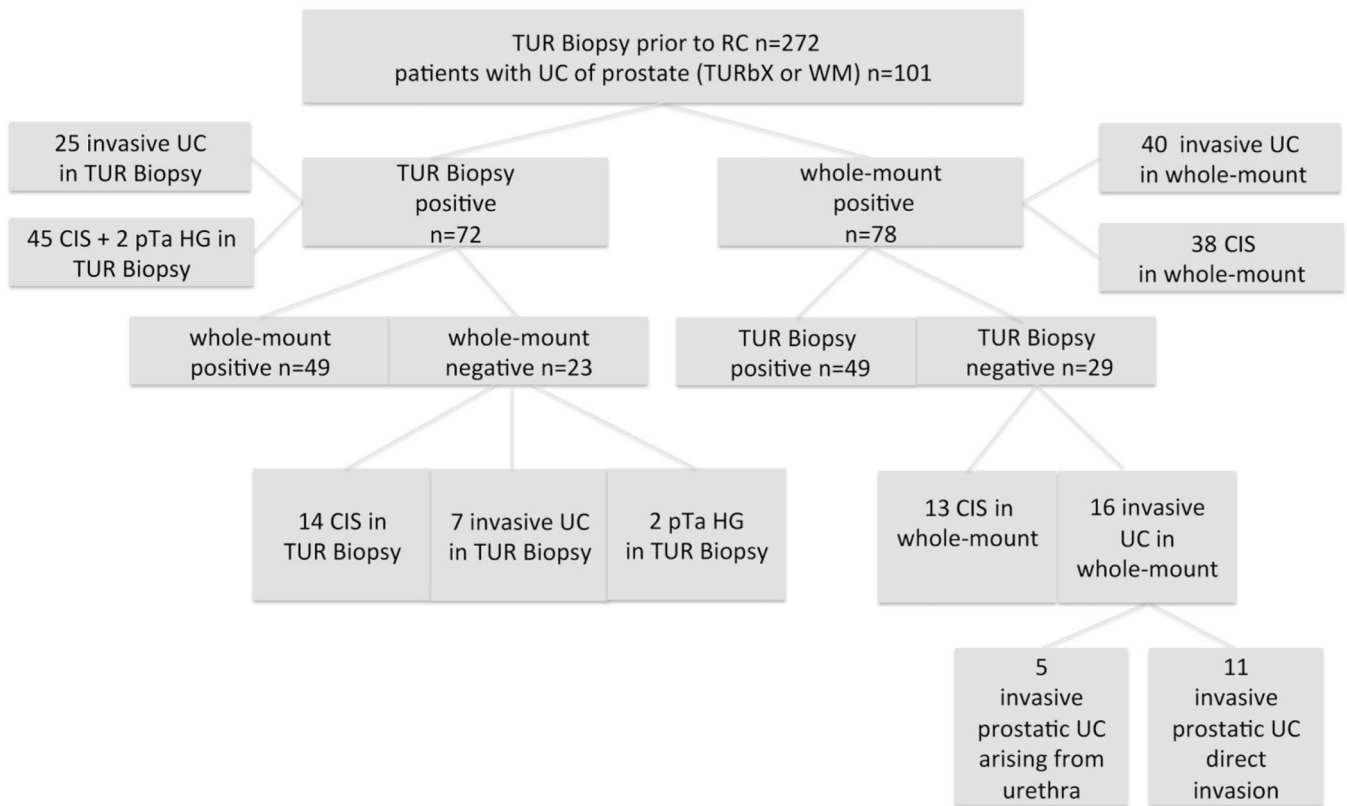 TUR Biopsy prior to RC n=272
patients with UC of prostate (TURbX or WM) n=101
25 invasive UC
in TUR Biopsy
45 CIS + 2 pTa HG in
TUR Biopsy
TUR Biopsy
positive
n=72
whole-mount
positive
n=78
40 invasive UC
in whole-mount
38 CIS
in whole-mount
whole-mount
positive n=49
whole-mount
negative n=23
TUR Biopsy
positive n=49
TUR Biopsy
negative n=29
14 CIS in
TUR Biopsy
7 invasive UC
in TUR Biopsy
2 pTa HG
in TUR Biopsy
13 CIS in
whole-mount
16 invasive
UC in
whole-mount
5
invasive
prostatic UC
arising from
urethra
11
invasive
prostatic UC
direct
invasion